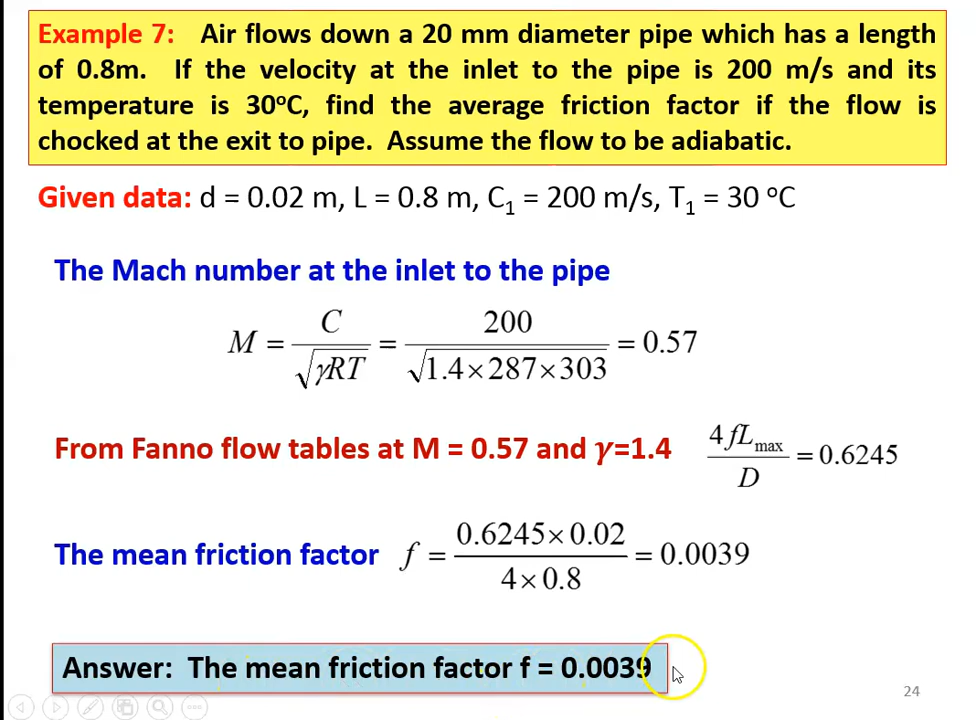 Example 7: Air flows down a 20 mm diameter pipe which has a length
of 0.8m. If the velocity at the inlet to the pipe is 200 m/s and its
temperature is 30°C, find the average friction factor if the flow is
chocked at the exit to pipe. Assume the flow to be adiabatic.
Given data: d = 0.02 m, L = 0.8 m, C₁ = 200 m/s, T₁ = 30 °C
The Mach number at the inlet to the pipe
M = C / √γRT = 200 / √1.4×287×303 = 0.57
From Fanno flow tables at M = 0.57 and γ=1.4 4fLmax / D = 0.6245
The mean friction factor f = 0.6245×0.02 / 4×0.8 = 0.0039
Answer: The mean friction factor f = 0.0039
24